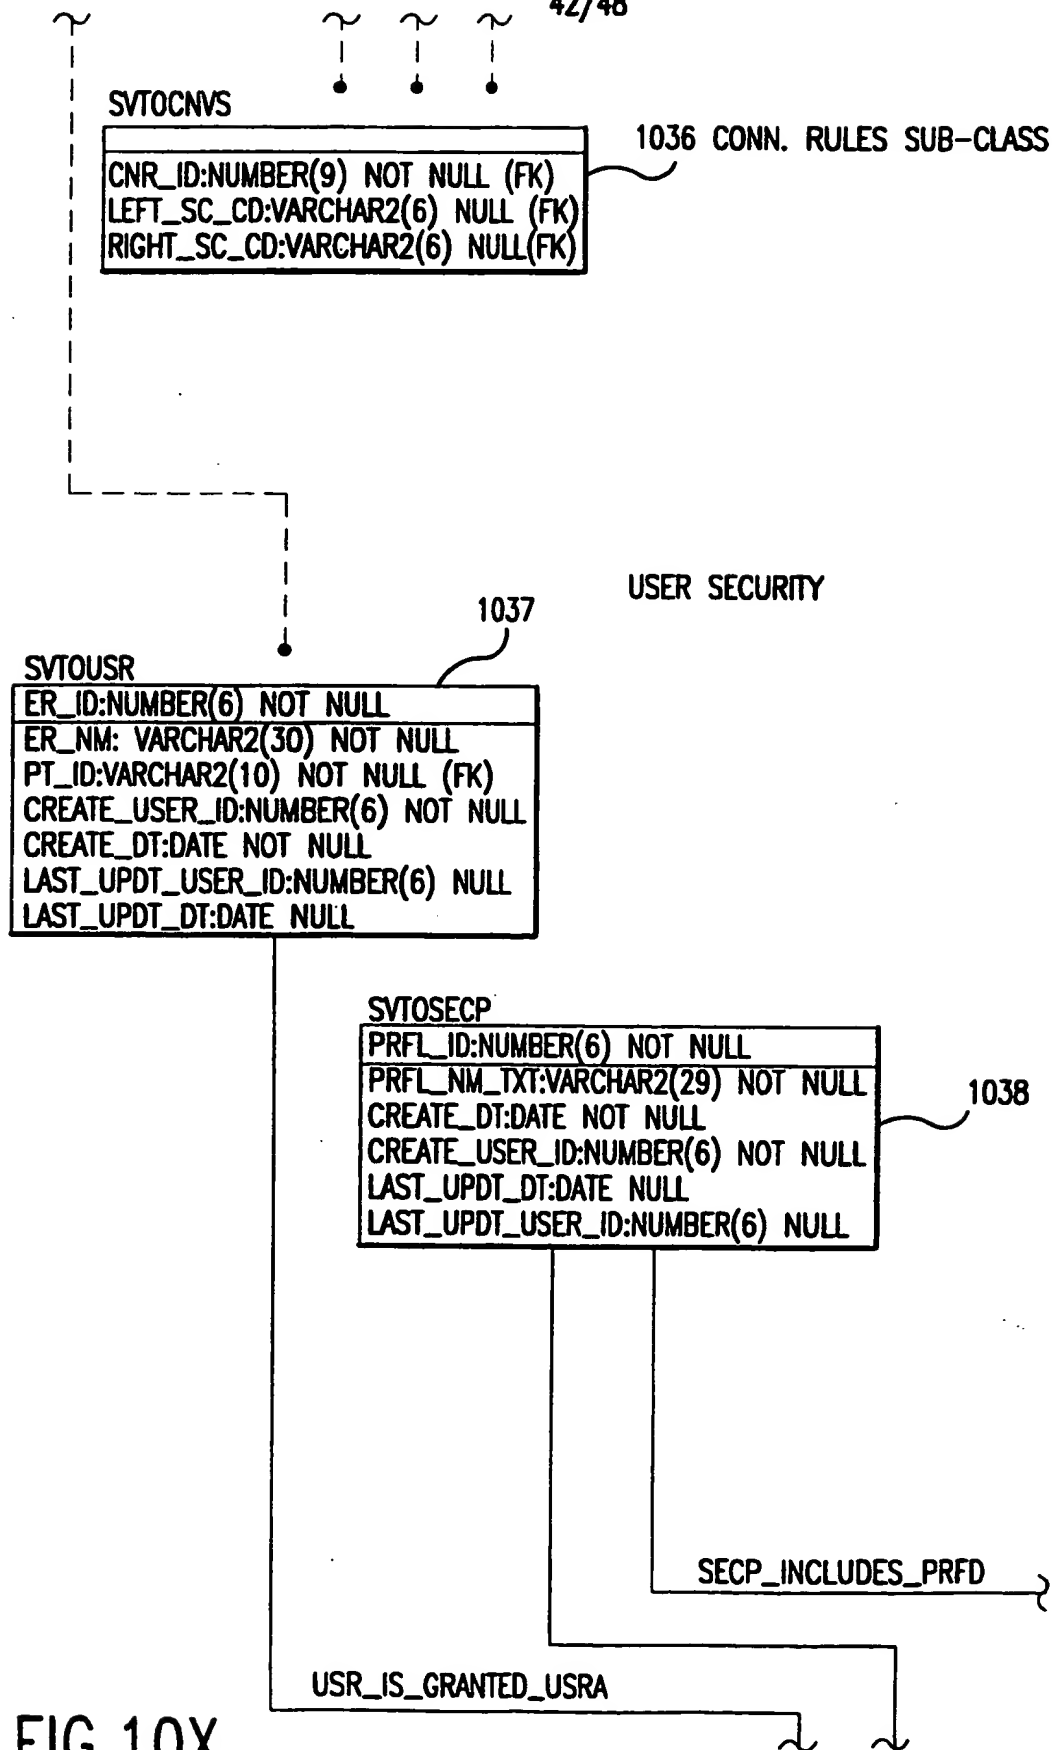 42/48
SVTOCNVS
1036 CONN. RULES SUB-CLASS
CNR_ID:NUMBER(9) NOT NULL (FK)
LEFT_SC_CD:VARCHAR2(6) NULL (FK)
RIGHT_SC_CD:VARCHAR2(6) NULL(FK)
USER SECURITY
1037
SVTOUSR
ER_ID:NUMBER(6) NOT NULL
ER_NM: VARCHAR2(30) NOT NULL
PT_ID:VARCHAR2(10) NOT NULL (FK)
CREATE_USER_ID:NUMBER(6) NOT NULL
CREATE_DT:DATE NOT NULL
LAST_UPDT_USER_ID:NUMBER(6) NULL
LAST_UPDT_DT:DATE NULL
SVTOSECP
PRFL_ID:NUMBER(6) NOT NULL
PRFL_NM_TXT:VARCHAR2(29) NOT NULL
1038
CREATE_DT:DATE NOT NULL
CREATE_USER_ID:NUMBER(6) NOT NULL
LAST_UPDT_DT:DATE NULL
LAST_UPDT_USER_ID:NUMBER(6) NULL
SECP_INCLUDES_PRFD
USR_IS_GRANTED_USRA
FIG.10X